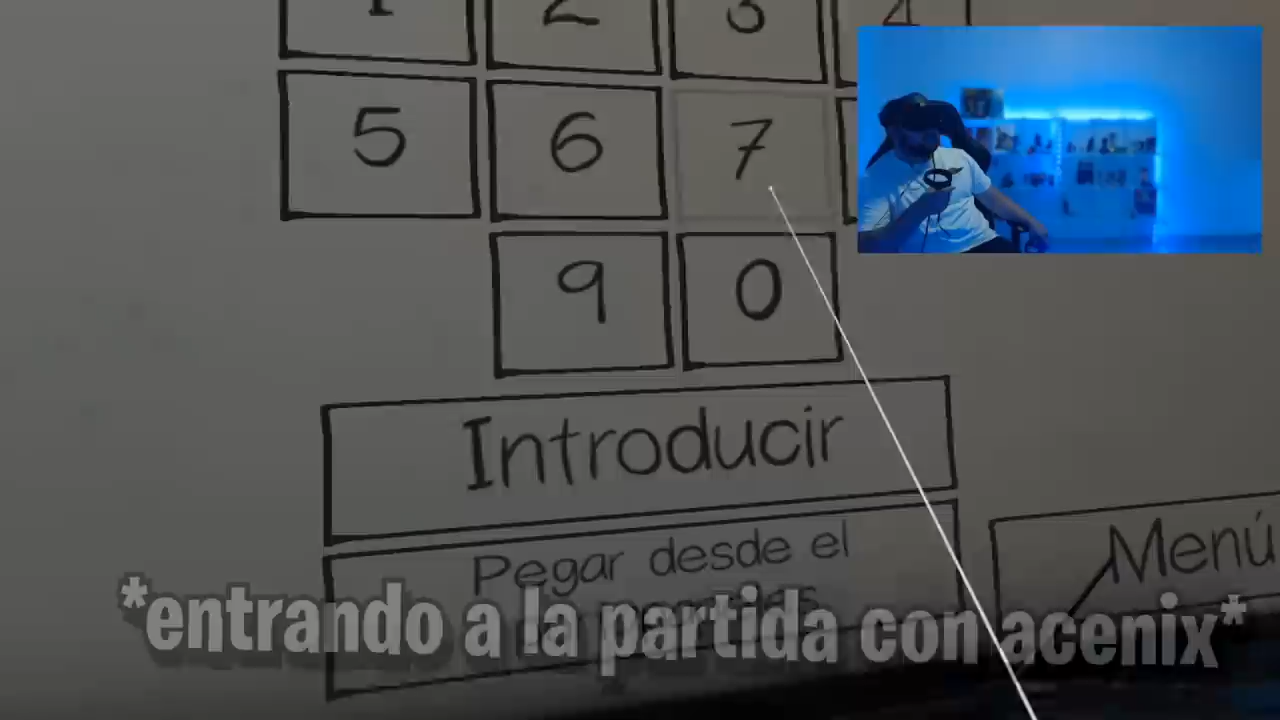 1 2 3 4
5 6 7
9 0
Introducir
Pegar desde el
Menú
*entrando a la partida con acenix*